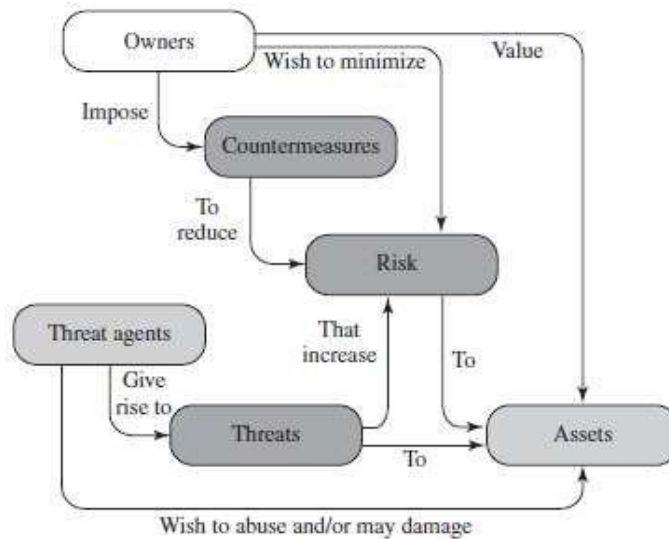 Owners
Value
Wish to minimize
Impose
Countermeasures
To
reduce
Risk
Threat agents
That
increase
To
Give
rise to
Threats
Assets
To
Wish to abuse and/or may damage